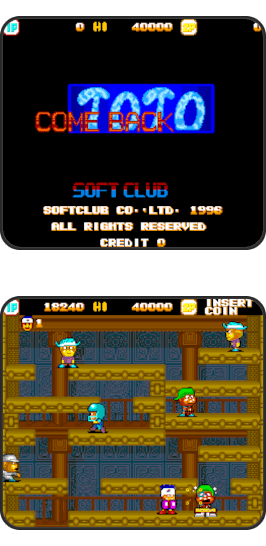 1P 0 HI 40000 2P 0
TOTO
COME BACK
SOFT CLUB
SOFTCLUB CO.·LTD· 1996
ALL RIGHTS RESERVED
CREDIT 0
1P 18240 HI 40000 2P INSERT
COIN